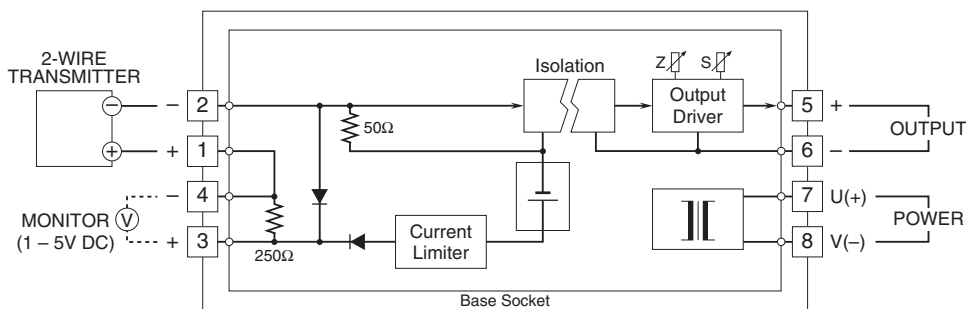 2-WIRE
TRANSMITTER
−
+
− 2
+ 1
− 4
+ 3
MONITOR V
(1 – 5V DC)
50Ω
250Ω
Current
Limiter
Isolation
Z S
Output
Driver
5 +
6 −
OUTPUT
7 U(+)
8 V(–)
POWER
Base Socket